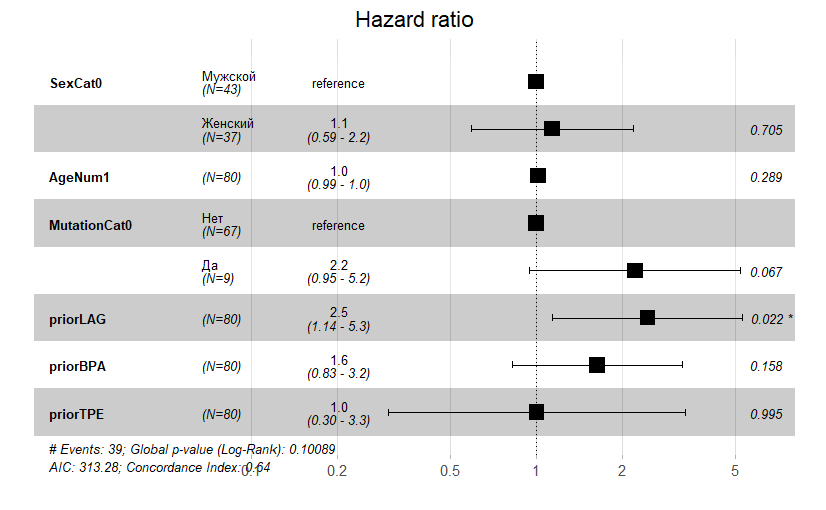 Hazard ratio
SexCat0
Мужской
(N=43)
reference
Женский
(N=37)
1.1
(0.59 - 2.2)
0.705
AgeNum1
(N=80)
1.0
(0.99 - 1.0)
0.289
MutationCat0
Нет
(N=67)
reference
Да
(N=9)
2.2
(0.95 - 5.2)
0.067
priorLAG
(N=80)
2.5
(1.14 - 5.3)
0.022 *
priorBPA
(N=80)
1.6
(0.83 - 3.2)
0.158
priorTPE
(N=80)
1.0
(0.30 - 3.3)
0.995
# Events: 39; Global p-value (Log-Rank): 0.10089
AIC: 313.28; Concordance Index: 0.64
0.1 0.2 0.5 1 2 5